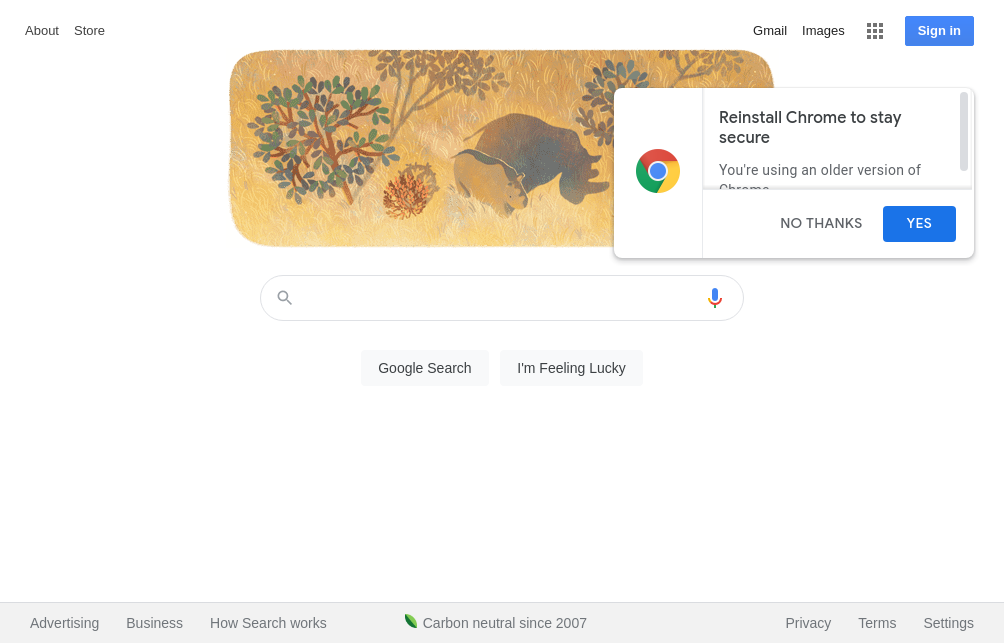 About Store Gmail Images Sign in
Reinstall Chrome to stay
secure
You're using an older version of
Chrome
NO THANKS YES
Google Search I'm Feeling Lucky
Advertising Business How Search works Carbon neutral since 2007 Privacy Terms Settings